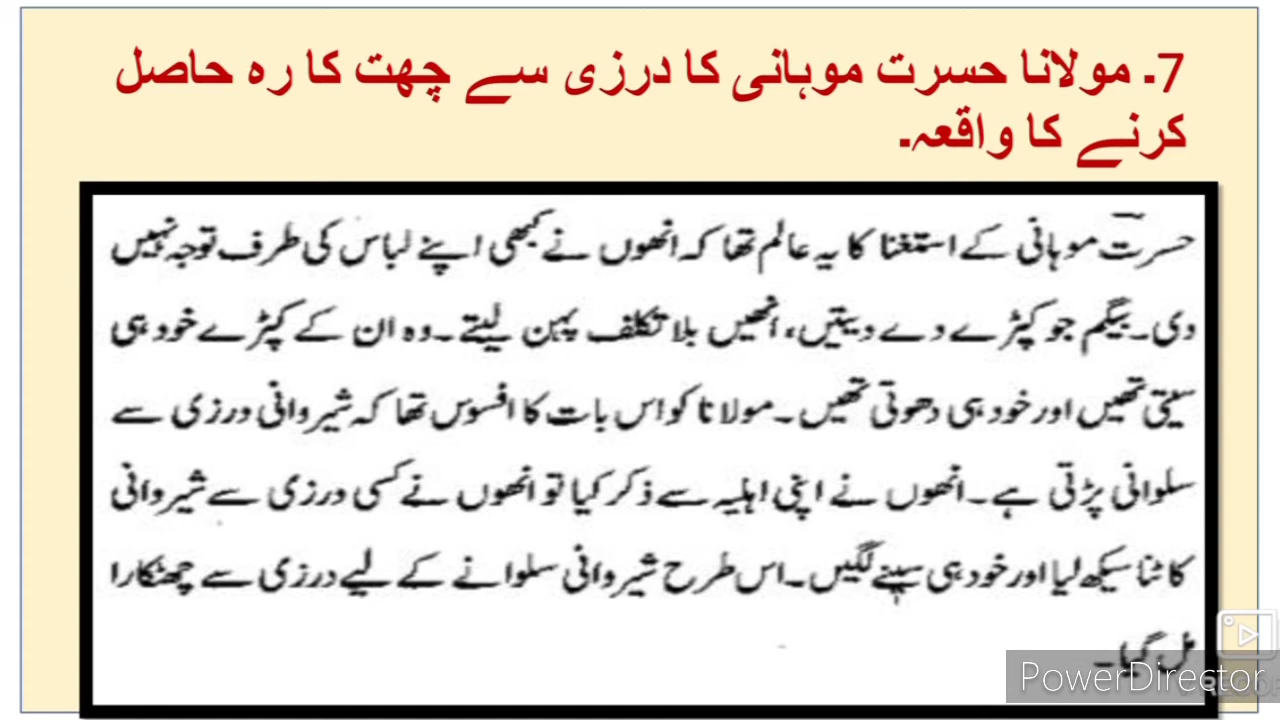 7۔ مولانا حسرت موہانی کا درزی سے چھت کا رہ حاصل
کرنے کا واقعہ۔
حسرت موہانی کے استغنا کا یہ عالم تھا کہ انھوں نے کبھی اپنے لباس کی طرف توجہ نہیں
دی۔ بیگم جو کپڑے دے دیتیں، انھیں بلا تکلف پہن لیتے۔ وہ ان کے کپڑے خود ہی
سیتی تھیں اور خود ہی دھوتی تھیں۔ مولانا کو اس بات کا افسوس تھا کہ شیروانی درزی سے
سلوانی پڑتی ہے۔ انھوں نے اپنی اہلیہ سے ذکر کیا تو انھوں نے کسی درزی سے شیروانی
کاٹنا سیکھ لیا اور خود ہی سینے لگیں۔ اس طرح شیروانی سلوانے کے لیے درزی سے چھٹکارا
مل گیا۔
PowerDirector